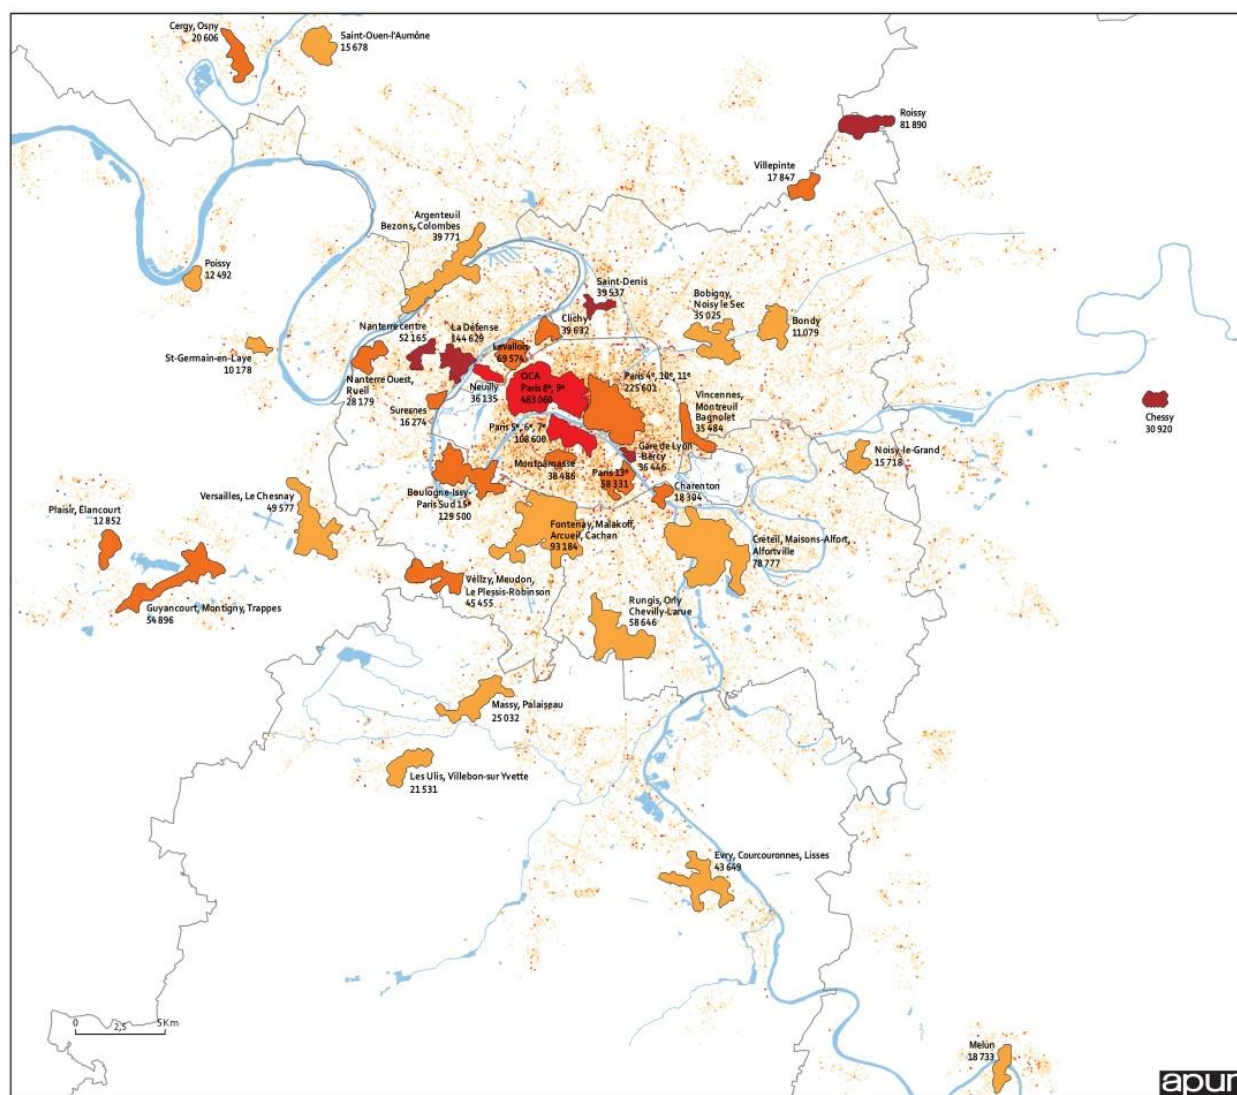 Cergy, Osny
20 606
Saint-Ouen-l'Aumône
15 678
Roissy
81 890
Villepinte
17 847
Argenteuil
Bezons, Colombes
39 771
Poissy
12 492
Saint-Denis
39 537
Bobigny,
Noisy le Sec
35 025
Bondy
11 079
Clichy
39 632
Nanterre centre
52 165
La Défense
144 629
Levallois
69 574
St-Germain-en-Laye
10 178
Nanterre Ouest,
Rueil
28 179
Neuilly
36 135
QCA
Paris 8e, 9e
483 060
Paris 4e, 10e, 11e
225 601
Suresnes
16 274
Vincennes,
Montreuil
Bagnolet
35 484
Chessy
30 920
Paris 5e, 6e, 7e
108 600
Gare de Lyon
-Bercy
36 446
Noisy-le-Grand
15 718
Montparnasse
38 486
Paris 13e
58 331
Charenton
18 304
Boulogne-Issy-
Paris Sud 15e
129 500
Versailles, Le Chesnay
49 577
Plaisir, Élancourt
12 852
Fontenay, Malakoff,
Arcueil, Cachan
93 184
Créteil, Maisons-Alfort,
Alfortville
78 777
Vélizy, Meudon,
Le Plessis-Robinson
45 455
Guyancourt, Montigny, Trappes
54 896
Rungis, Orly
Chevilly-Larue
58 646
Massy, Palaiseau
25 032
Les Ulis, Villebon-sur Yvette
21 531
Evry, Courcouronnes, Lisses
43 649
0 2,5 5 Km
Melun
18 733
apur